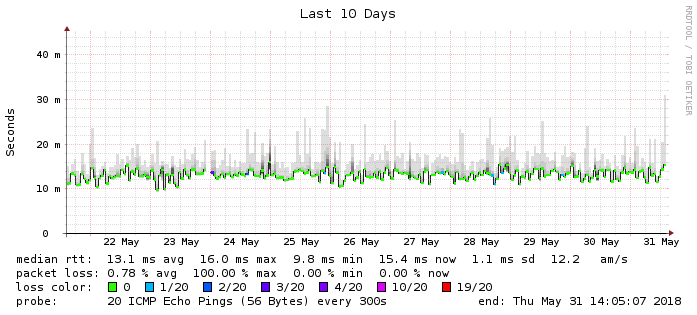 Last 10 Days
RRDTOOL / TOBI OETIKER
Seconds
40 m
30 m
20 m
10 m
0
22 May 23 May 24 May 25 May 26 May 27 May 28 May 29 May 30 May 31 May
median rtt: 13.1 ms avg 16.0 ms max 9.8 ms min 15.4 ms now 1.1 ms sd 12.2 am/s
packet loss: 0.78 % avg 100.00 % max 0.00 % min 0.00 % now
loss color: 0 1/20 2/20 3/20 4/20 10/20 19/20
probe: 20 ICMP Echo Pings (56 Bytes) every 300s end: Thu May 31 14:05:07 2018